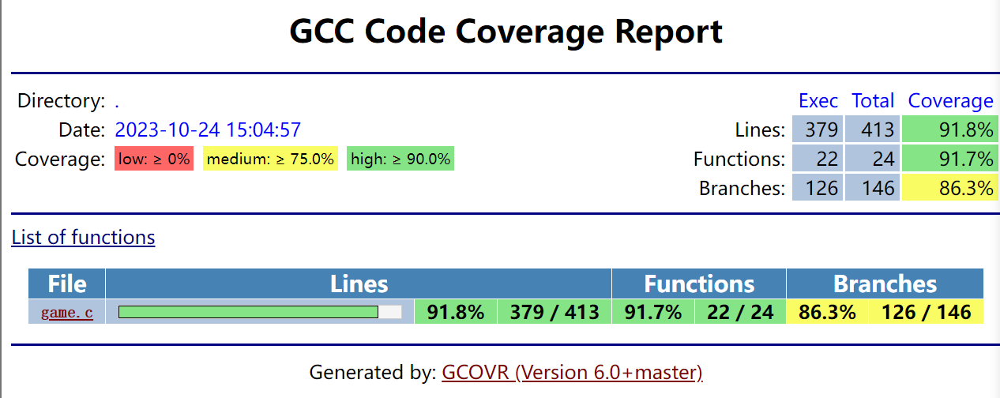 GCC Code Coverage Report
Directory: .
Date: 2023-10-24 15:04:57
Coverage: low: ≥ 0% medium: ≥ 75.0% high: ≥ 90.0%
Exec Total Coverage
Lines: 379 413 91.8%
Functions: 22 24 91.7%
Branches: 126 146 86.3%
List of functions
File Lines Functions Branches
game.c 91.8% 379 / 413 91.7% 22 / 24 86.3% 126 / 146
Generated by: GCOVR (Version 6.0+master)